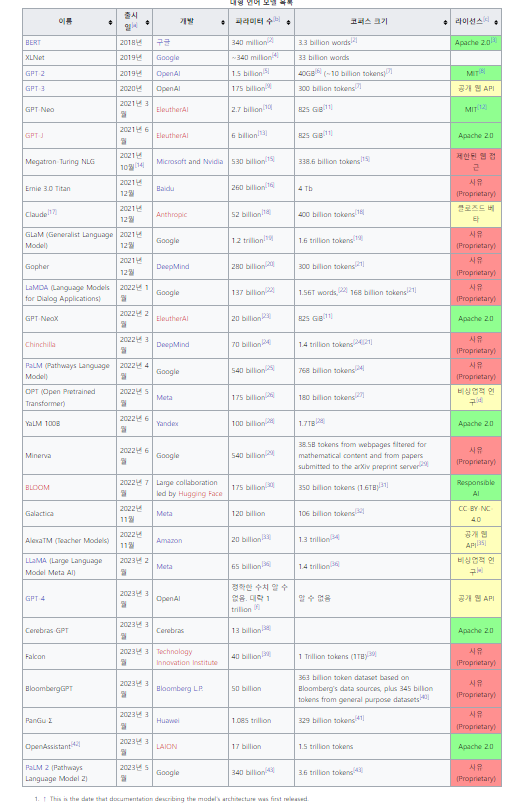 대형 언어 모델 목록
이름 출시일[a] 개발 파라미터 수[b] 코퍼스 크기 라이선스[c]
BERT 2018년 구글 340 million[2] 3.3 billion words[2] Apache 2.0[3]
XLNet 2019년 Google ~340 million[4] 33 billion words
GPT-2 2019년 OpenAI 1.5 billion[5] 40GB[6] (~10 billion tokens)[7] MIT[8]
GPT-3 2020년 OpenAI 175 billion[9] 300 billion tokens[7] 공개 웹 API
GPT-Neo 2021년 3월 EleutherAI 2.7 billion[10] 825 GiB[11] MIT[12]
GPT-J 2021년 6월 EleutherAI 6 billion[13] 825 GiB[11] Apache 2.0
Megatron-Turing NLG 2021년 10월[14] Microsoft and Nvidia 530 billion[15] 338.6 billion tokens[15] 제한된 웹 접근
Ernie 3.0 Titan 2021년 12월 Baidu 260 billion[16] 4 Tb 사유 (Proprietary)
Claude[17] 2021년 12월 Anthropic 52 billion[18] 400 billion tokens[18] 클로즈드 베타
GLaM (Generalist Language Model) 2021년 12월 Google 1.2 trillion[19] 1.6 trillion tokens[19] 사유 (Proprietary)
Gopher 2021년 12월 DeepMind 280 billion[20] 300 billion tokens[21] 사유 (Proprietary)
LaMDA (Language Models for Dialog Applications) 2022년 1월 Google 137 billion[22] 1.56T words,[22] 168 billion tokens[21] 사유 (Proprietary)
GPT-NeoX 2022년 2월 EleutherAI 20 billion[23] 825 GiB[11] Apache 2.0
Chinchilla 2022년 3월 DeepMind 70 billion[24] 1.4 trillion tokens[24][21] 사유 (Proprietary)
PaLM (Pathways Language Model) 2022년 4월 Google 540 billion[25] 768 billion tokens[24] 사유 (Proprietary)
OPT (Open Pretrained Transformer) 2022년 5월 Meta 175 billion[26] 180 billion tokens[27] 비상업적 연구[d]
YaLM 100B 2022년 6월 Yandex 100 billion[28] 1.7TB[28] Apache 2.0
Minerva 2022년 6월 Google 540 billion[29] 38.5B tokens from webpages filtered for mathematical content and from papers submitted to the arXiv preprint server[29] 사유 (Proprietary)
BLOOM 2022년 7월 Large collaboration led by Hugging Face 175 billion[30] 350 billion tokens (1.6TB)[31] Responsible AI
Galactica 2022년 11월 Meta 120 billion 106 billion tokens[32] CC-BY-NC-4.0
AlexaTM (Teacher Models) 2022년 11월 Amazon 20 billion[33] 1.3 trillion[34] 공개 웹 API[35]
LLaMA (Large Language Model Meta AI) 2023년 2월 Meta 65 billion[36] 1.4 trillion[36] 비상업적 연구[e]
GPT-4 2023년 3월 OpenAI 정확한 수치 알 수 없음. 대략 1 trillion [f] 알 수 없음 공개 웹 API
Cerebras-GPT 2023년 3월 Cerebras 13 billion[38] Apache 2.0
Falcon 2023년 3월 Technology Innovation Institute 40 billion[39] 1 Trillion tokens (1TB)[39] 사유 (Proprietary)
BloombergGPT 2023년 3월 Bloomberg L.P. 50 billion 363 billion token dataset based on Bloomberg's data sources, plus 345 billion tokens from general purpose datasets[40] 사유 (Proprietary)
PanGu-Σ 2023년 3월 Huawei 1.085 trillion 329 billion tokens[41] 사유 (Proprietary)
OpenAssistant[42] 2023년 3월 LAION 17 billion 1.5 trillion tokens Apache 2.0
PaLM 2 (Pathways Language Model 2) 2023년 5월 Google 340 billion[43] 3.6 trillion tokens[43] 사유 (Proprietary)
1. ↑ This is the date that documentation describing the model's architecture was first released.